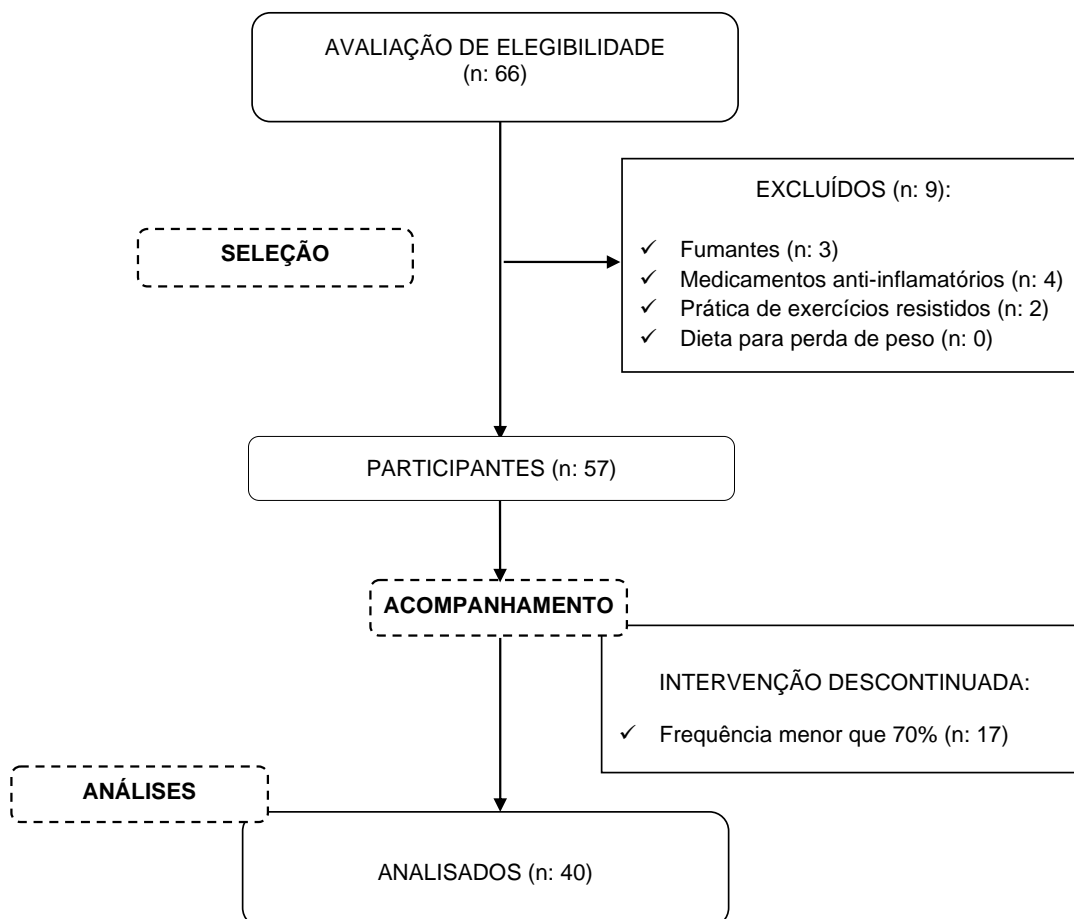 AVALIAÇÃO DE ELEGIBILIDADE
(n: 66)
EXCLUÍDOS (n: 9):
✓ Fumantes (n: 3)
✓ Medicamentos anti-inflamatórios (n: 4)
✓ Prática de exercícios resistidos (n: 2)
✓ Dieta para perda de peso (n: 0)
SELEÇÃO
PARTICIPANTES (n: 57)
ACOMPANHAMENTO
INTERVENÇÃO DESCONTINUADA:
✓ Frequência menor que 70% (n: 17)
ANÁLISES
ANALISADOS (n: 40)